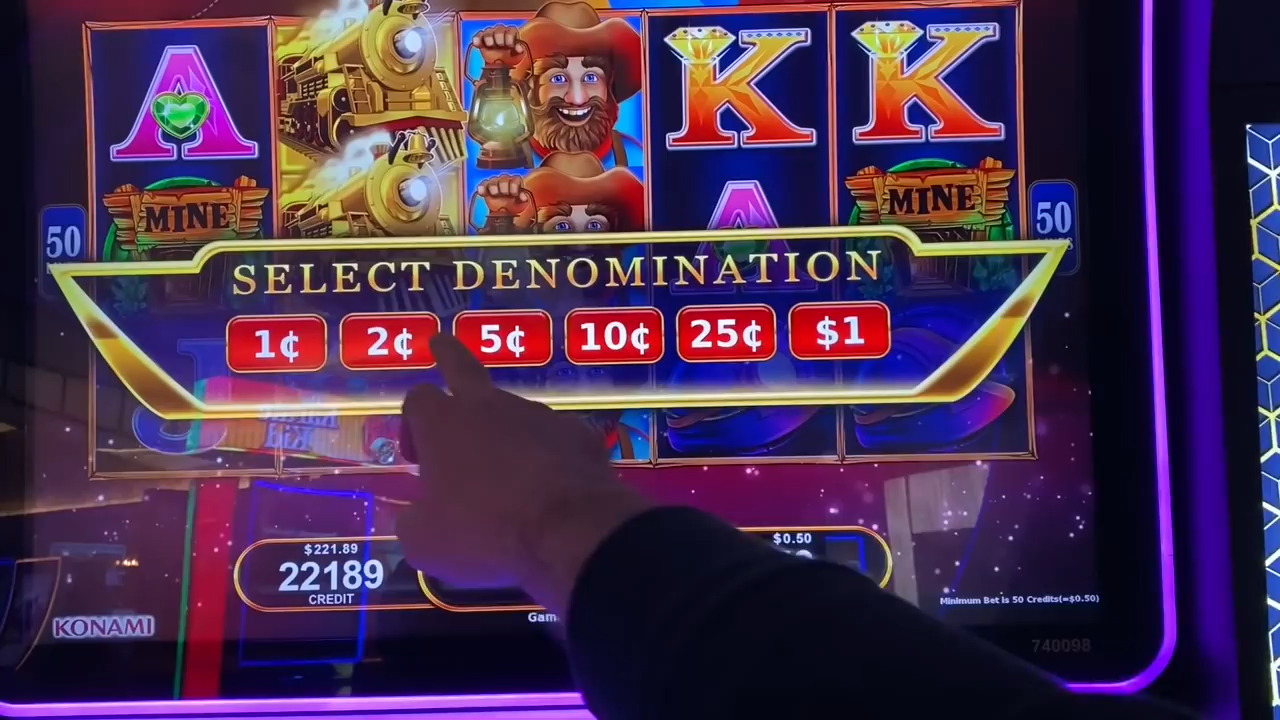 A
K
K
MINE
A
MINE
50
50
SELECT DENOMINATION
1¢ 2¢ 5¢ 10¢ 25¢ $1
$221.89
22189
CREDIT
$0.50
Minimum Bet is 50 Credits(=$0.50)
KONAMI
740098